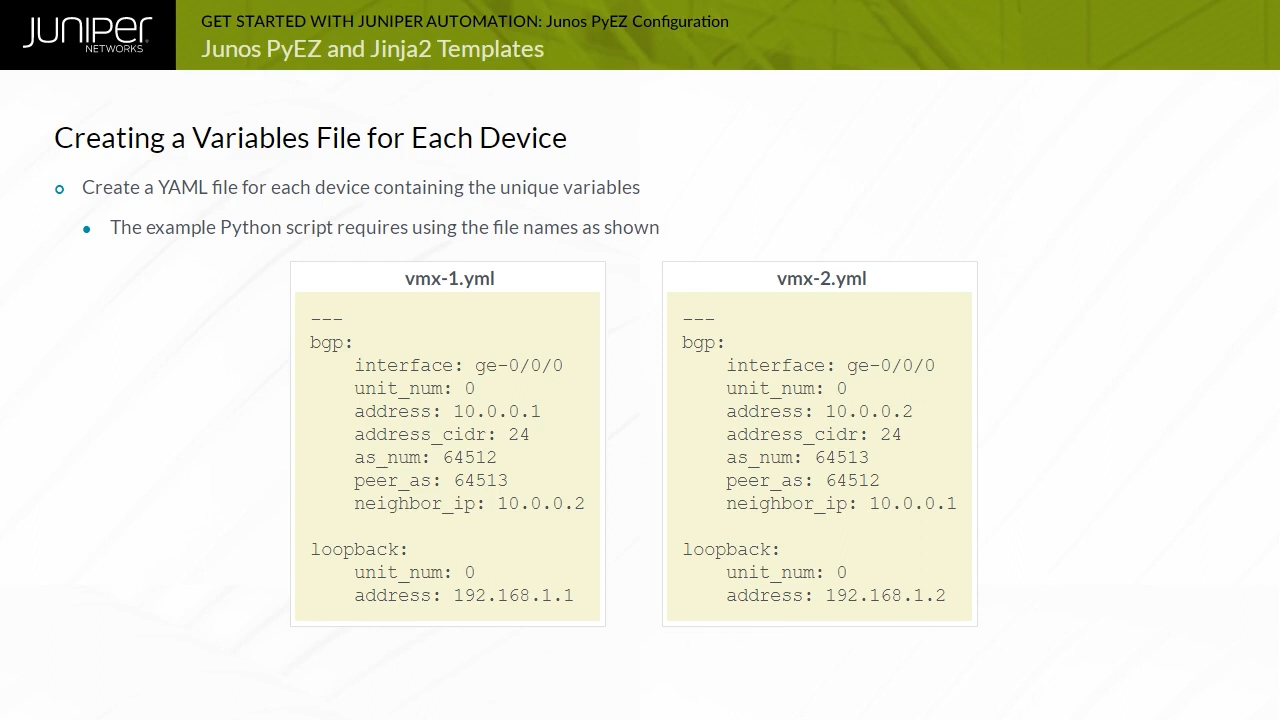 JUNIPER
NETWORKS
GET STARTED WITH JUNIPER AUTOMATION: Junos PyEZ Configuration
Junos PyEZ and Jinja2 Templates
Creating a Variables File for Each Device
Create a YAML file for each device containing the unique variables
The example Python script requires using the file names as shown
vmx-1.yml
---
bgp:
    interface: ge-0/0/0
    unit_num: 0
    address: 10.0.0.1
    address_cidr: 24
    as_num: 64512
    peer_as: 64513
    neighbor_ip: 10.0.0.2
loopback:
    unit_num: 0
    address: 192.168.1.1
vmx-2.yml
---
bgp:
    interface: ge-0/0/0
    unit_num: 0
    address: 10.0.0.2
    address_cidr: 24
    as_num: 64513
    peer_as: 64512
    neighbor_ip: 10.0.0.1
loopback:
    unit_num: 0
    address: 192.168.1.2